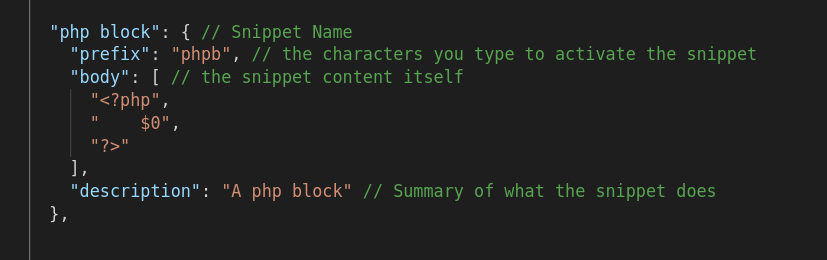 "php block": { // Snippet Name
  "prefix": "phpb", // the characters you type to activate the snippet
  "body": [ // the snippet content itself
    "<?php",
    "    $0",
    "?>"
  ],
  "description": "A php block" // Summary of what the snippet does
},